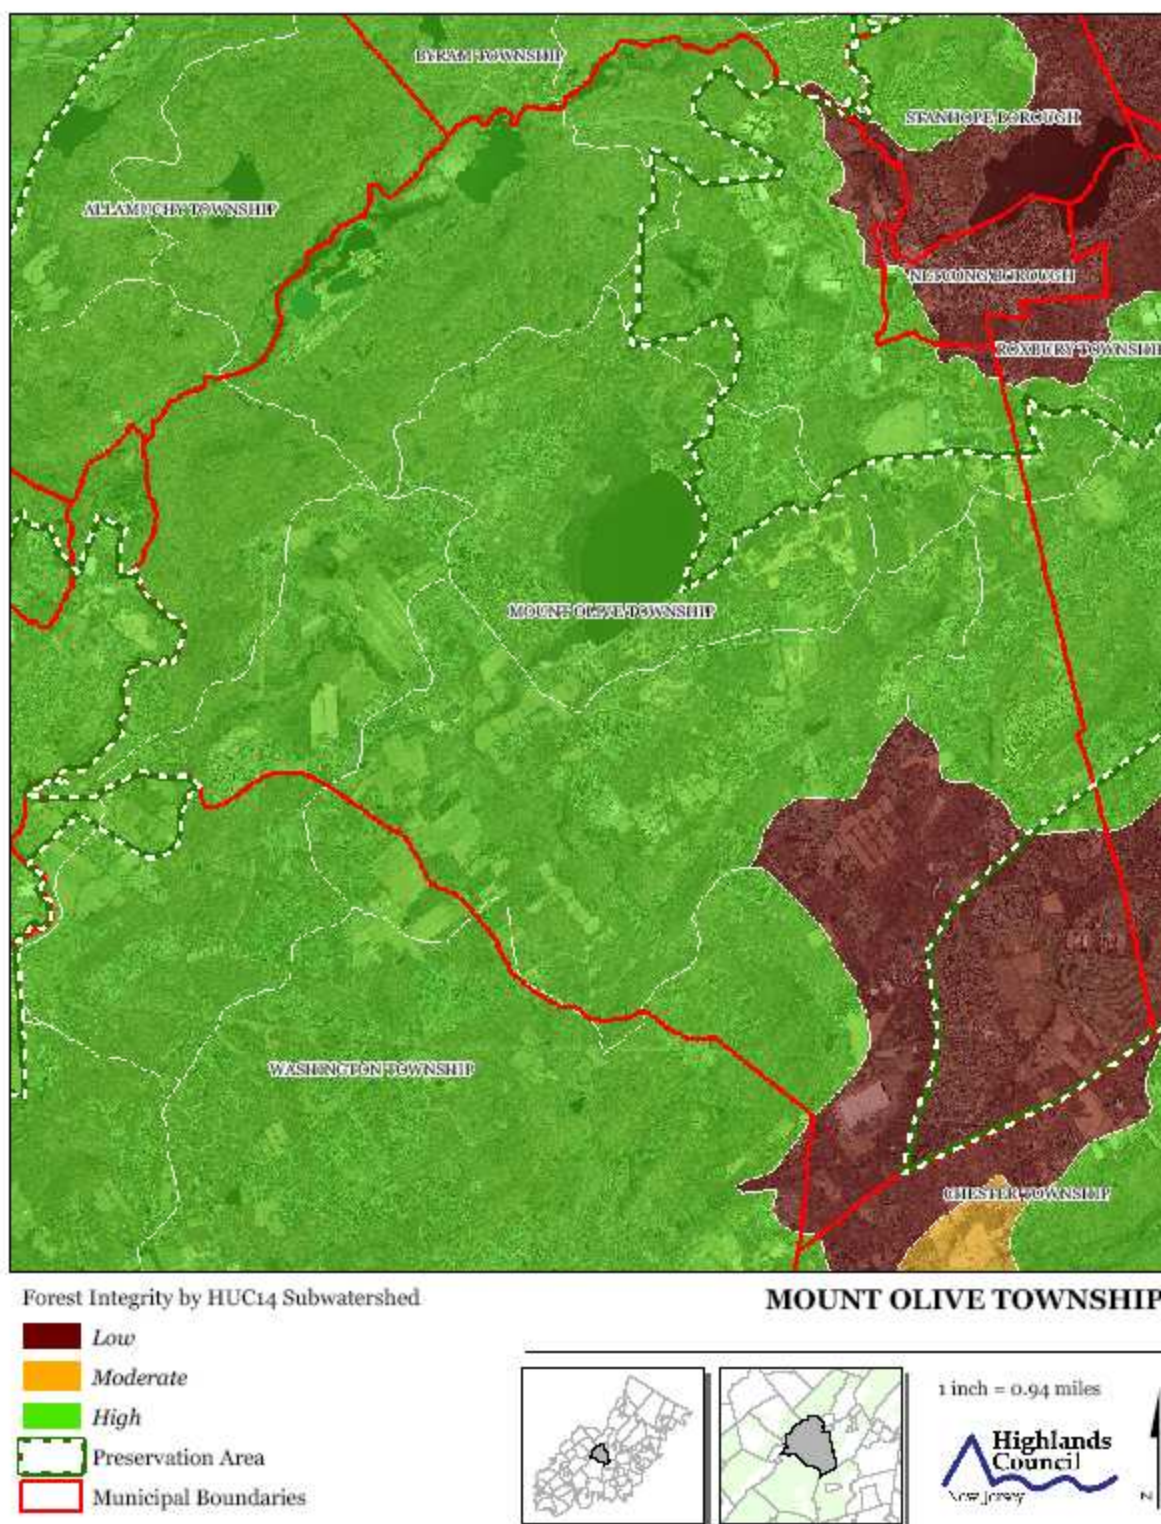 BYRAM TOWNSHIP
STANHOPE BOROUGH
ALLAMUCHY TOWNSHIP
NETCONG BOROUGH
ROXBURY TOWNSHIP
MOUNT OLIVE TOWNSHIP
WASHINGTON TOWNSHIP
CHESTER TOWNSHIP
Forest Integrity by HUC14 Subwatershed
Low
Moderate
High
Preservation Area
Municipal Boundaries
MOUNT OLIVE TOWNSHIP
1 inch = 0.94 miles
Highlands
Council
New Jersey
N